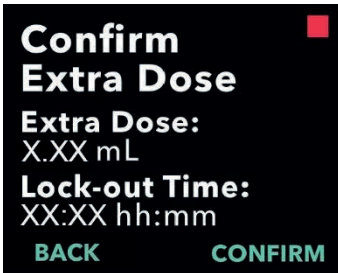 Confirm
Extra Dose
Extra Dose:
X.XX mL
Lock-out Time:
XX:XX hh:mm
BACK
CONFIRM